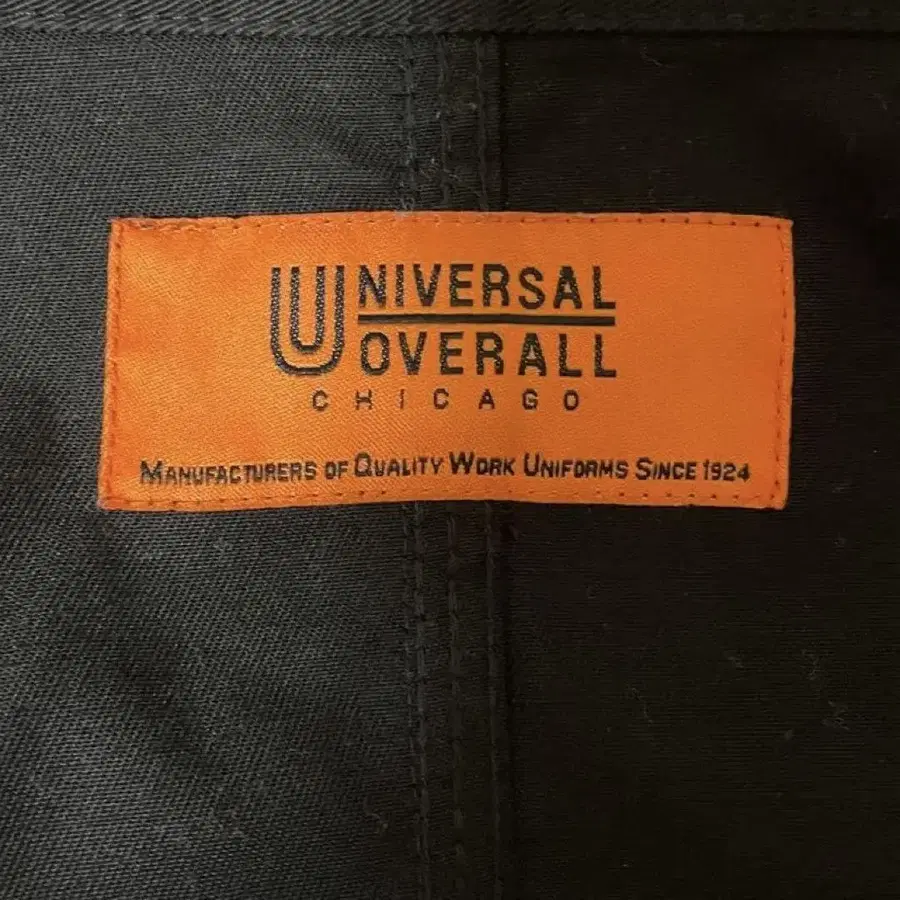 UNIVERSAL
OVERALL
CHICAGO
MANUFACTURERS OF QUALITY WORK UNIFORMS SINCE 1924